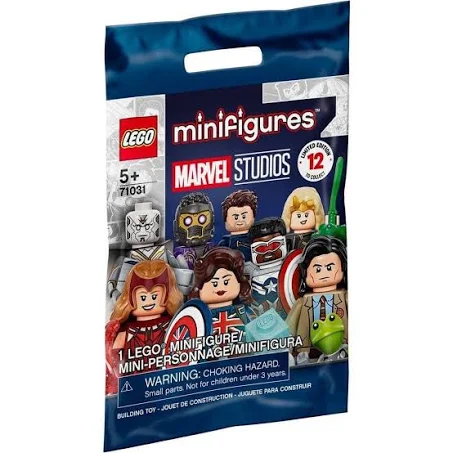 LEGO
minifigures™
MARVEL STUDIOS
LIMITED EDITION
12
TO COLLECT
5+
71031
1 LEGO® MINIFIGURE/
MINI-PERSONNAGE/MINIFIGURA
WARNING: CHOKING HAZARD.
Small parts. Not for children under 3 years.
BUILDING TOY - JOUET DE CONSTRUCTION - JUGUETE PARA CONSTRUIR